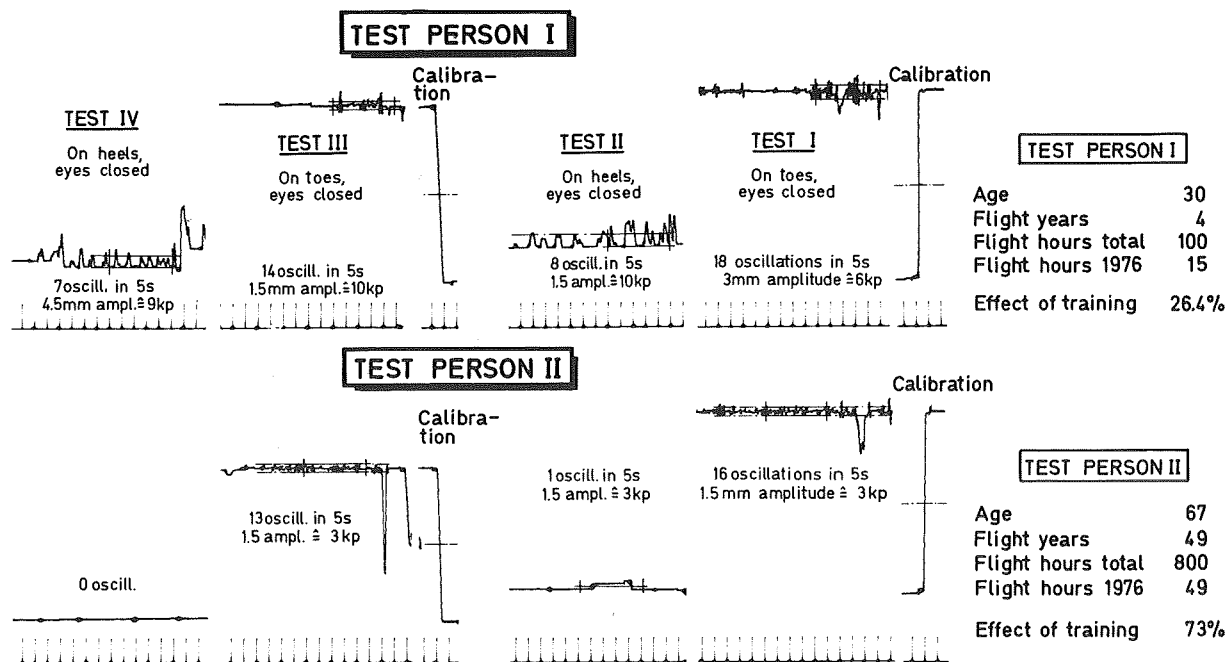 TEST PERSON I
TEST IV
On heels,
eyes closed
7 oscill. in 5s
4.5mm ampl.≙9kp
TEST III
On toes,
eyes closed
14 oscill. in 5s
1.5mm ampl.≙10kp
Calibra-
tion
TEST II
On heels,
eyes closed
8 oscill. in 5s
1.5 ampl.≙10kp
TEST I
On toes,
eyes closed
18 oscillations in 5s
3mm amplitude ≙6kp
Calibration
TEST PERSON I
Age 30
Flight years 4
Flight hours total 100
Flight hours 1976 15
Effect of training 26.4%
TEST PERSON II
0 oscill.
13 oscill. in 5s
1.5 ampl. ≙ 3kp
Calibra-
tion
1 oscill. in 5s
1.5 ampl. ≙ 3kp
16 oscillations in 5s
1.5mm amplitude ≙ 3kp
Calibration
TEST PERSON II
Age 67
Flight years 49
Flight hours total 800
Flight hours 1976 49
Effect of training 73%